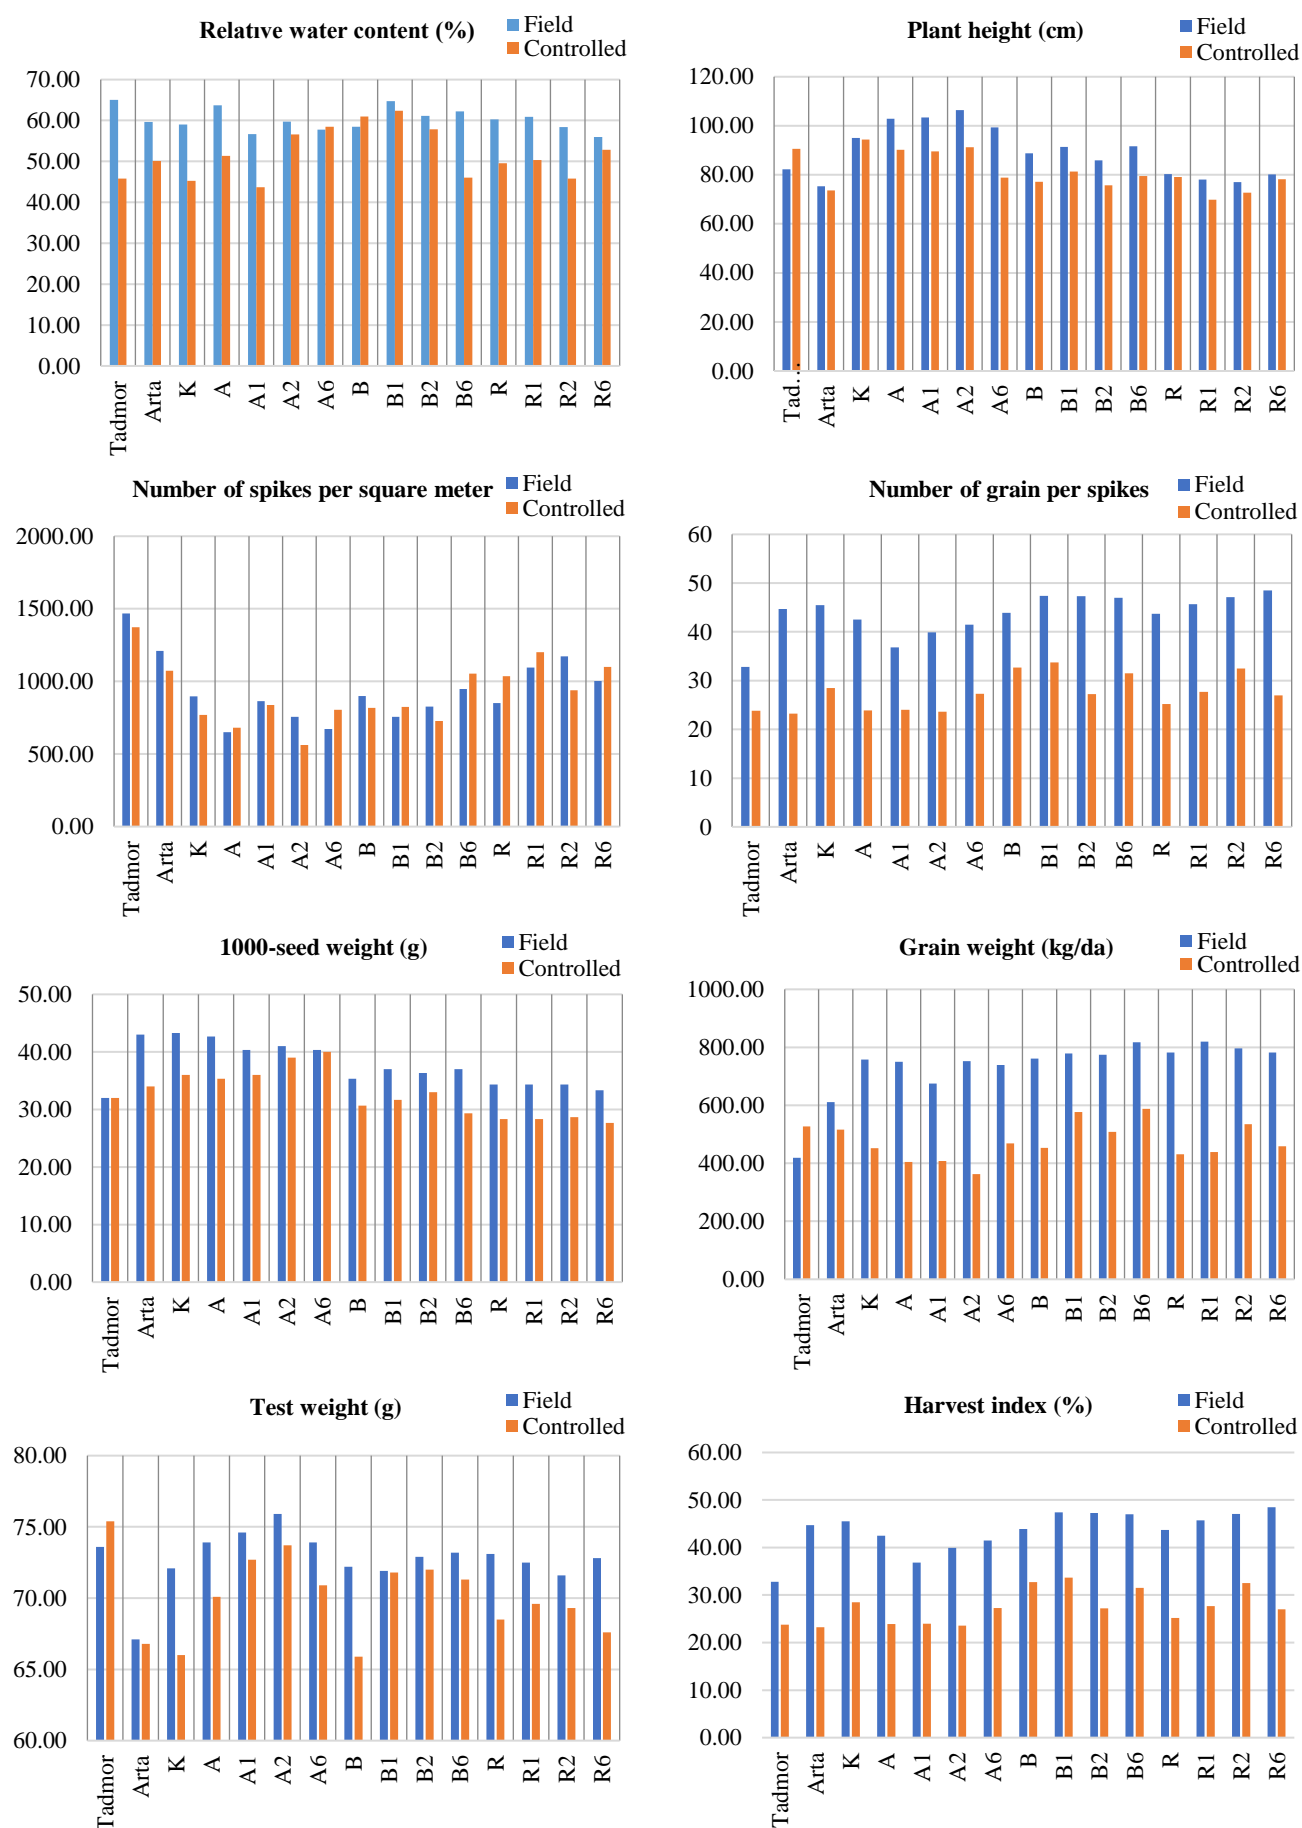 Relative water content (%)
Field
Controlled
70.00
60.00
50.00
40.00
30.00
20.00
10.00
0.00
Tadmor
Arta
K
A
A1
A2
A6
B
B1
B2
B6
R
R1
R2
R6
Plant height (cm)
Field
Controlled
120.00
100.00
80.00
60.00
40.00
20.00
0.00
Tad…
Arta
K
A
A1
A2
A6
B
B1
B2
B6
R
R1
R2
R6
Number of spikes per square meter
Field
Controlled
2000.00
1500.00
1000.00
500.00
0.00
Tadmor
Arta
K
A
A1
A2
A6
B
B1
B2
B6
R
R1
R2
R6
Number of grain per spikes
Field
Controlled
60
50
40
30
20
10
0
Tadmor
Arta
K
A
A1
A2
A6
B
B1
B2
B6
R
R1
R2
R6
1000-seed weight (g)
Field
Controlled
50.00
40.00
30.00
20.00
10.00
0.00
Tadmor
Arta
K
A
A1
A2
A6
B
B1
B2
B6
R
R1
R2
R6
Grain weight (kg/da)
Field
Controlled
1000.00
800.00
600.00
400.00
200.00
0.00
Tadmor
Arta
K
A
A1
A2
A6
B
B1
B2
B6
R
R1
R2
R6
Test weight (g)
Field
Controlled
80.00
75.00
70.00
65.00
60.00
Tadmor
Arta
K
A
A1
A2
A6
B
B1
B2
B6
R
R1
R2
R6
Harvest index (%)
Field
Controlled
60.00
50.00
40.00
30.00
20.00
10.00
0.00
Tadmor
Arta
K
A
A1
A2
A6
B
B1
B2
B6
R
R1
R2
R6